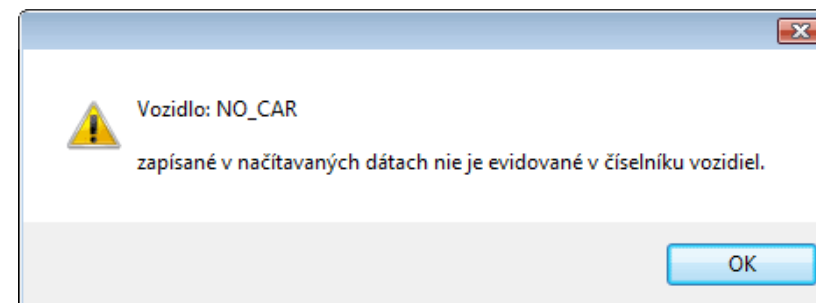 Vozidlo: NO_CAR
zapísané v načítavaných dátach nie je evidované v číselníku vozidiel.
OK